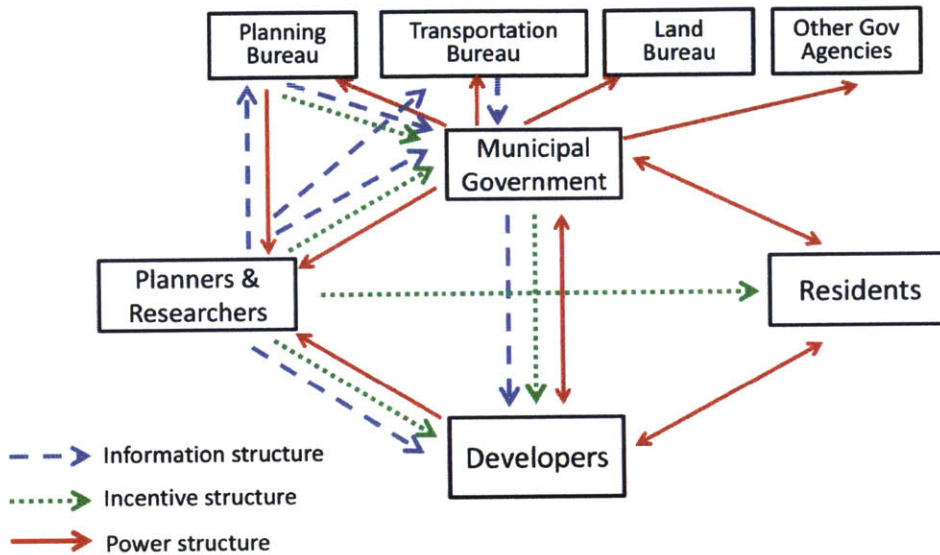 Planning
Bureau
Transportation
Bureau
Land
Bureau
Other Gov
Agencies
Municipal
Government
Planners &
Researchers
Residents
Developers
Information structure
Incentive structure
Power structure